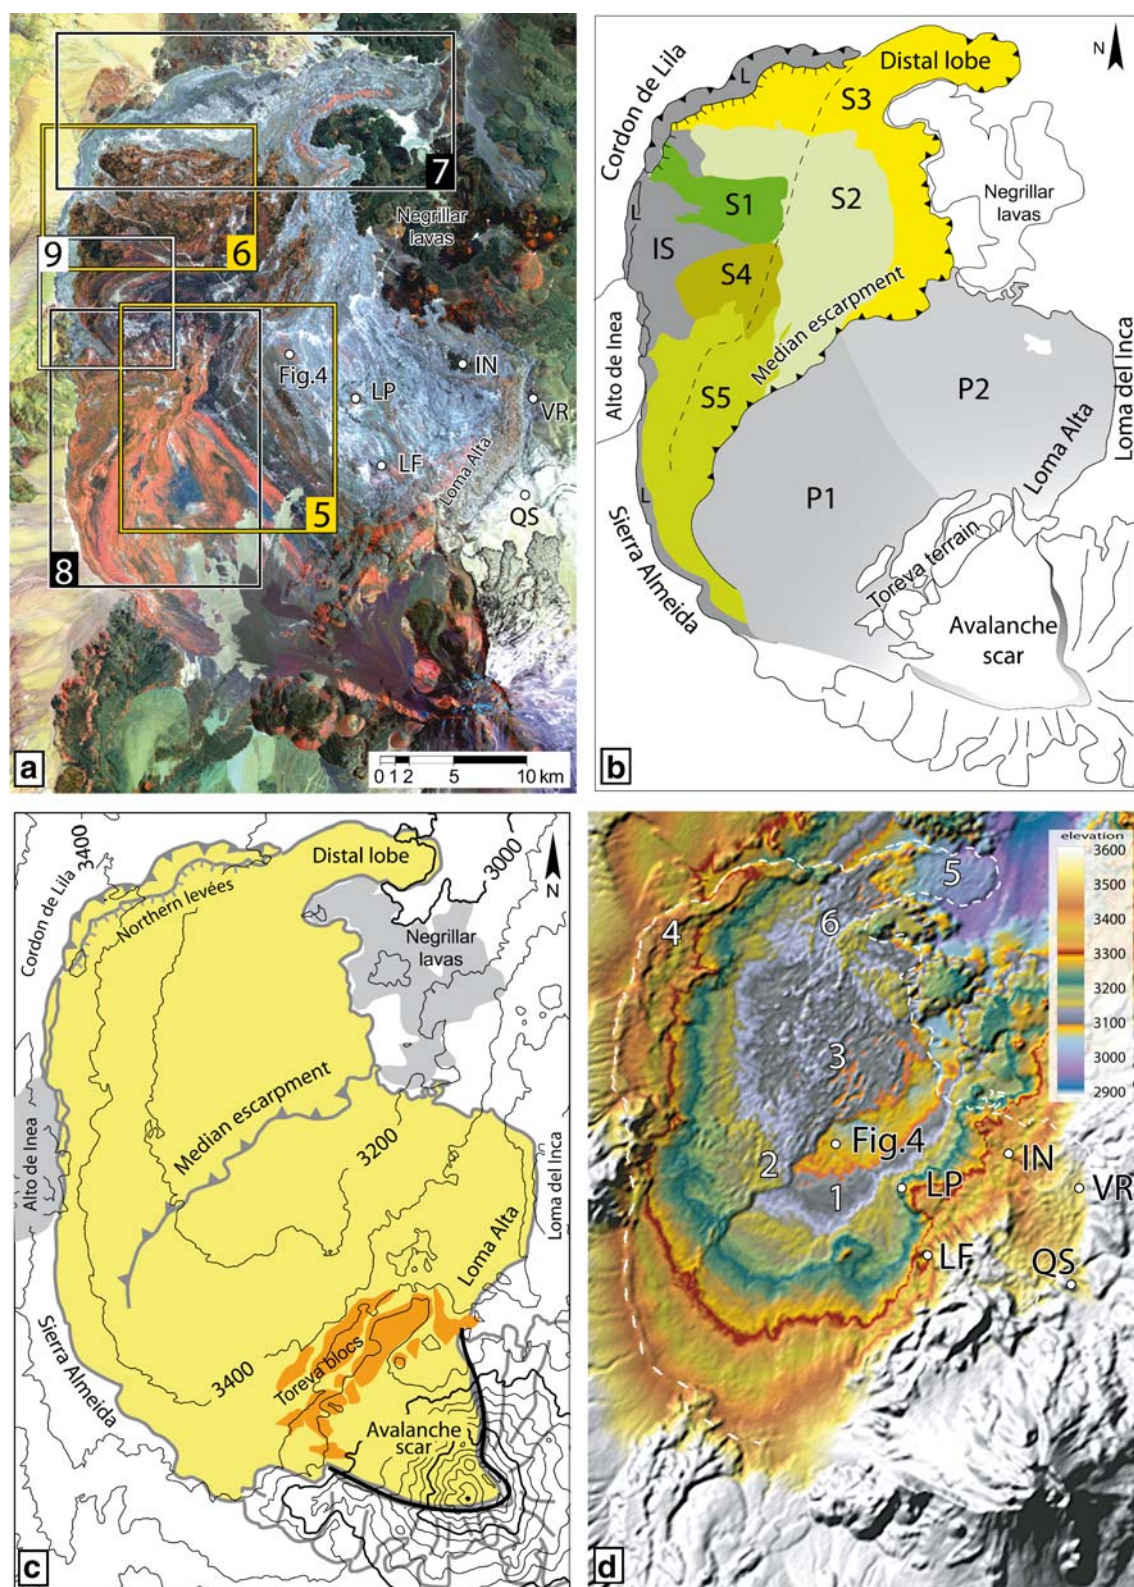 7
9
6
Negrillar
lavas
Fig.4
IN
LP
VR
LF
Loma Alta
5
QS
8
a
0 1 2 5 10 km
N
Distal lobe
Cordon de Lila
L
S3
S1
S2
Negrillar
lavas
L
IS
S4
Median escarpment
Alto de Inea
S5
P2
Loma del Inca
Loma Alta
P1
L
Sierra Almeida
Toreva terrain
Avalanche
scar
b
3400
Distal lobe
3000
N
Cordon de Lila
Northern levées
Negrillar
lavas
Median escarpment
Alto de Inea
3200
Loma del Inca
Loma Alta
Sierra Almeida
3400
Toreva blocs
Avalanche
scar
c
elevation
3600
3500
3400
3300
3200
3100
3000
2900
5
4
6
3
Fig.4
IN
2
1
LP
VR
LF
QS
d